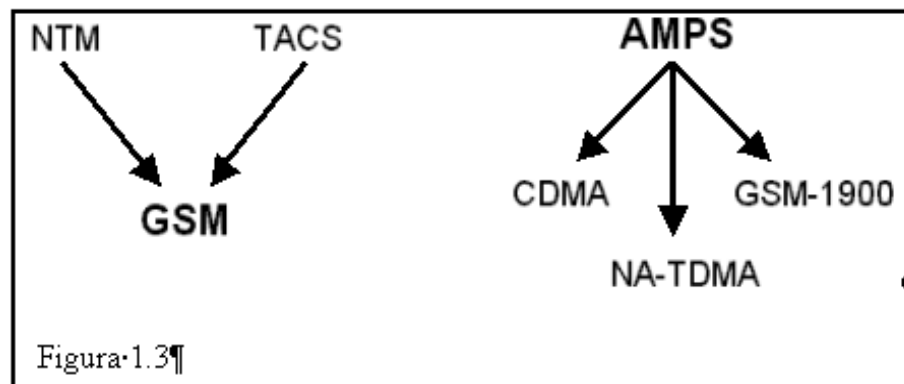 NTM TACS AMPS
CDMA GSM-1900
GSM
NA-TDMA
Figura·1.3¶